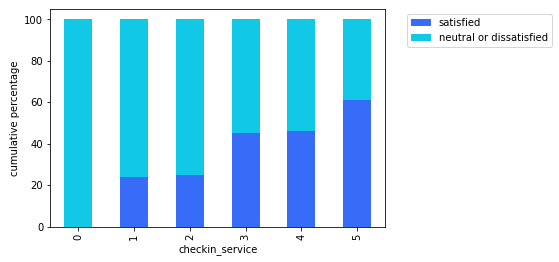 satisfied
neutral or dissatisfied
cumulative percentage
100
80
60
40
20
0
0 1 2 3 4 5
checkin_service